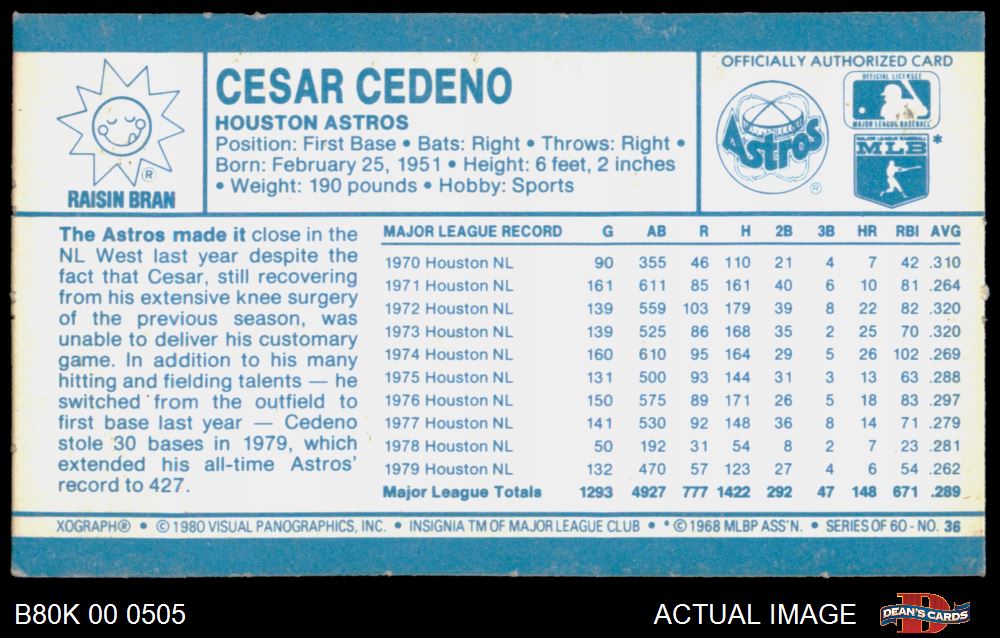 RAISIN BRAN
®
CESAR CEDENO
HOUSTON ASTROS
Position: First Base • Bats: Right • Throws: Right •
Born: February 25, 1951 • Height: 6 feet, 2 inches
• Weight: 190 pounds • Hobby: Sports
OFFICIALLY AUTHORIZED CARD
Astros
®
OFFICIAL LICENSEE
MAJOR LEAGUE BASEBALL
MAJOR LEAGUE BASEBALL
MLB *
The Astros made it close in the
NL West last year despite the
fact that Cesar, still recovering
from his extensive knee surgery
of the previous season, was
unable to deliver his customary
game. In addition to his many
hitting and fielding talents — he
switched from the outfield to
first base last year — Cedeno
stole 30 bases in 1979, which
extended his all-time Astros'
record to 427.
MAJOR LEAGUE RECORD G AB R H 2B 3B HR RBI AVG
1970 Houston NL 90 355 46 110 21 4 7 42 .310
1971 Houston NL 161 611 85 161 40 6 10 81 .264
1972 Houston NL 139 559 103 179 39 8 22 82 .320
1973 Houston NL 139 525 86 168 35 2 25 70 .320
1974 Houston NL 160 610 95 164 29 5 26 102 .269
1975 Houston NL 131 500 93 144 31 3 13 63 .288
1976 Houston NL 150 575 89 171 26 5 18 83 .297
1977 Houston NL 141 530 92 148 36 8 14 71 .279
1978 Houston NL 50 192 31 54 8 2 7 23 .281
1979 Houston NL 132 470 57 123 27 4 6 54 .262
Major League Totals 1293 4927 777 1422 292 47 148 671 .289
XOGRAPH® • © 1980 VISUAL PANOGRAPHICS, INC. • INSIGNIA TM OF MAJOR LEAGUE CLUB • * © 1968 MLBP ASS'N. • SERIES OF 60 - NO. 36
B80K 00 0505
ACTUAL IMAGE
DEAN'S CARDS